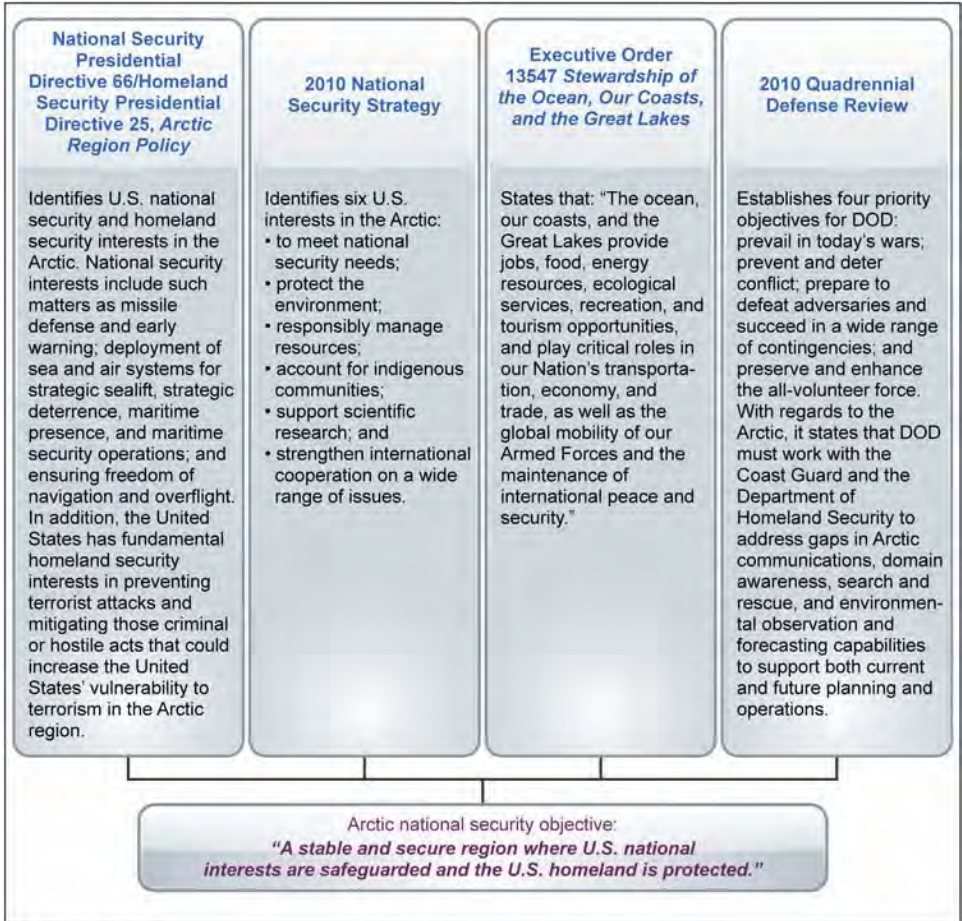 National Security
Presidential
Directive 66/Homeland
Security Presidential
Directive 25, Arctic
Region Policy
Identifies U.S. national
security and homeland
security interests in the
Arctic. National security
interests include such
matters as missile
defense and early
warning; deployment of
sea and air systems for
strategic sealift, strategic
deterrence, maritime
presence, and maritime
security operations; and
ensuring freedom of
navigation and overflight.
In addition, the United
States has fundamental
homeland security
interests in preventing
terrorist attacks and
mitigating those criminal
or hostile acts that could
increase the United
States' vulnerability to
terrorism in the Arctic
region.
2010 National
Security Strategy
Identifies six U.S.
interests in the Arctic:
• to meet national
security needs;
• protect the
environment;
• responsibly manage
resources;
• account for indigenous
communities;
• support scientific
research; and
• strengthen international
cooperation on a wide
range of issues.
Executive Order
13547 Stewardship of
the Ocean, Our Coasts,
and the Great Lakes
States that: “The ocean,
our coasts, and the
Great Lakes provide
jobs, food, energy
resources, ecological
services, recreation, and
tourism opportunities,
and play critical roles in
our Nation's transporta-
tion, economy, and
trade, as well as the
global mobility of our
Armed Forces and the
maintenance of
international peace and
security.”
2010 Quadrennial
Defense Review
Establishes four priority
objectives for DOD:
prevail in today's wars;
prevent and deter
conflict; prepare to
defeat adversaries and
succeed in a wide range
of contingencies; and
preserve and enhance
the all-volunteer force.
With regards to the
Arctic, it states that DOD
must work with the
Coast Guard and the
Department of
Homeland Security to
address gaps in Arctic
communications, domain
awareness, search and
rescue, and environmen-
tal observation and
forecasting capabilities
to support both current
and future planning and
operations.
Arctic national security objective:
“A stable and secure region where U.S. national
interests are safeguarded and the U.S. homeland is protected.”